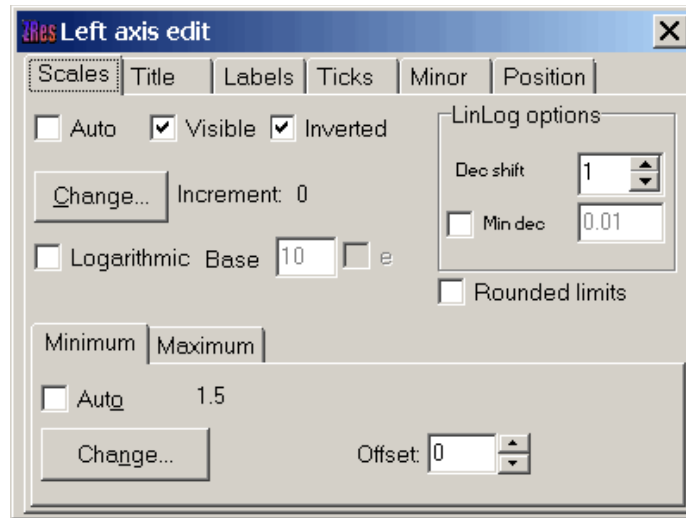 ZRes Left axis edit
Scales Title Labels Ticks Minor Position
Auto Visible Inverted
LinLog options
Dec shift 1
Change... Increment: 0
Min dec 0.01
Logarithmic Base 10 e
Rounded limits
Minimum Maximum
Auto 1.5
Change... Offset: 0